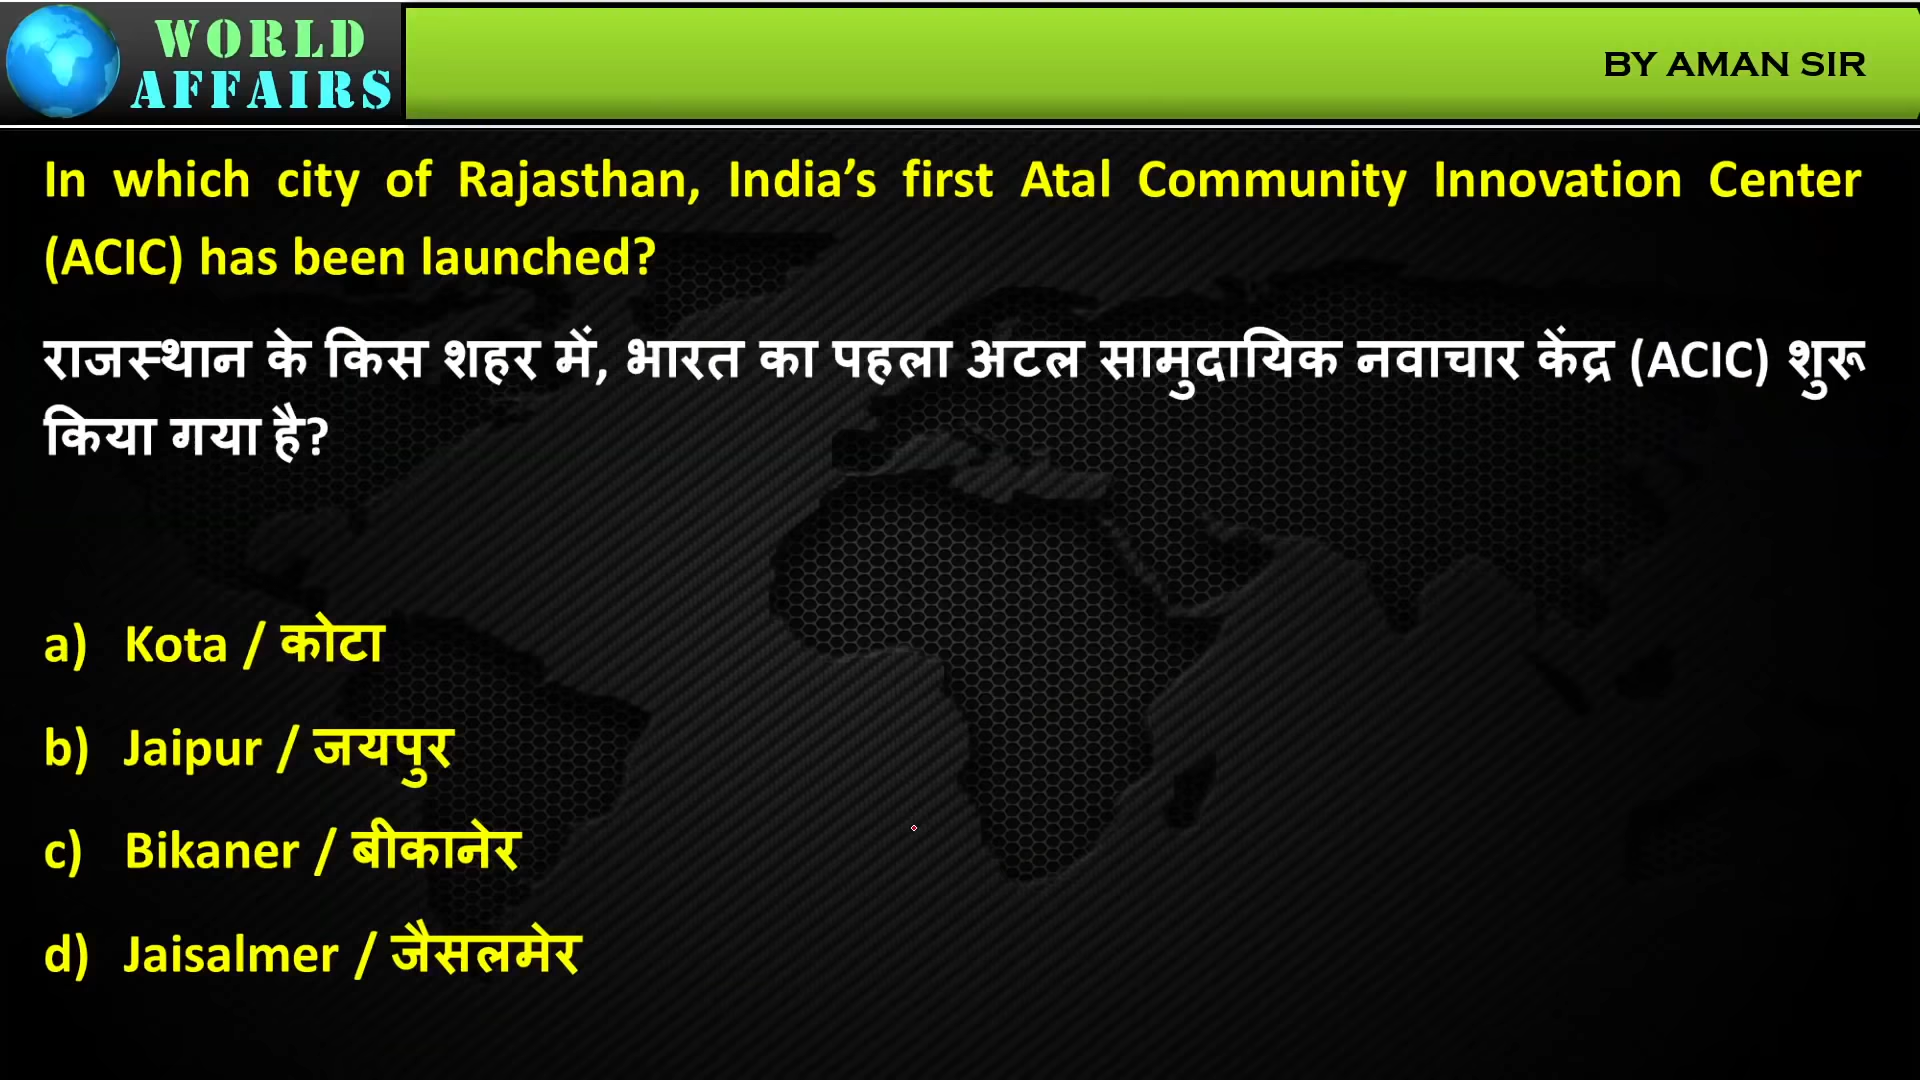 WORLD
AFFAIRS
BY AMAN SIR
In which city of Rajasthan, India’s first Atal Community Innovation Center
(ACIC) has been launched?
राजस्थान के किस शहर में, भारत का पहला अटल सामुदायिक नवाचार केंद्र (ACIC) शुरू
किया गया है?
a) Kota / कोटा
b) Jaipur / जयपुर
c) Bikaner / बीकानेर
d) Jaisalmer / जैसलमेर